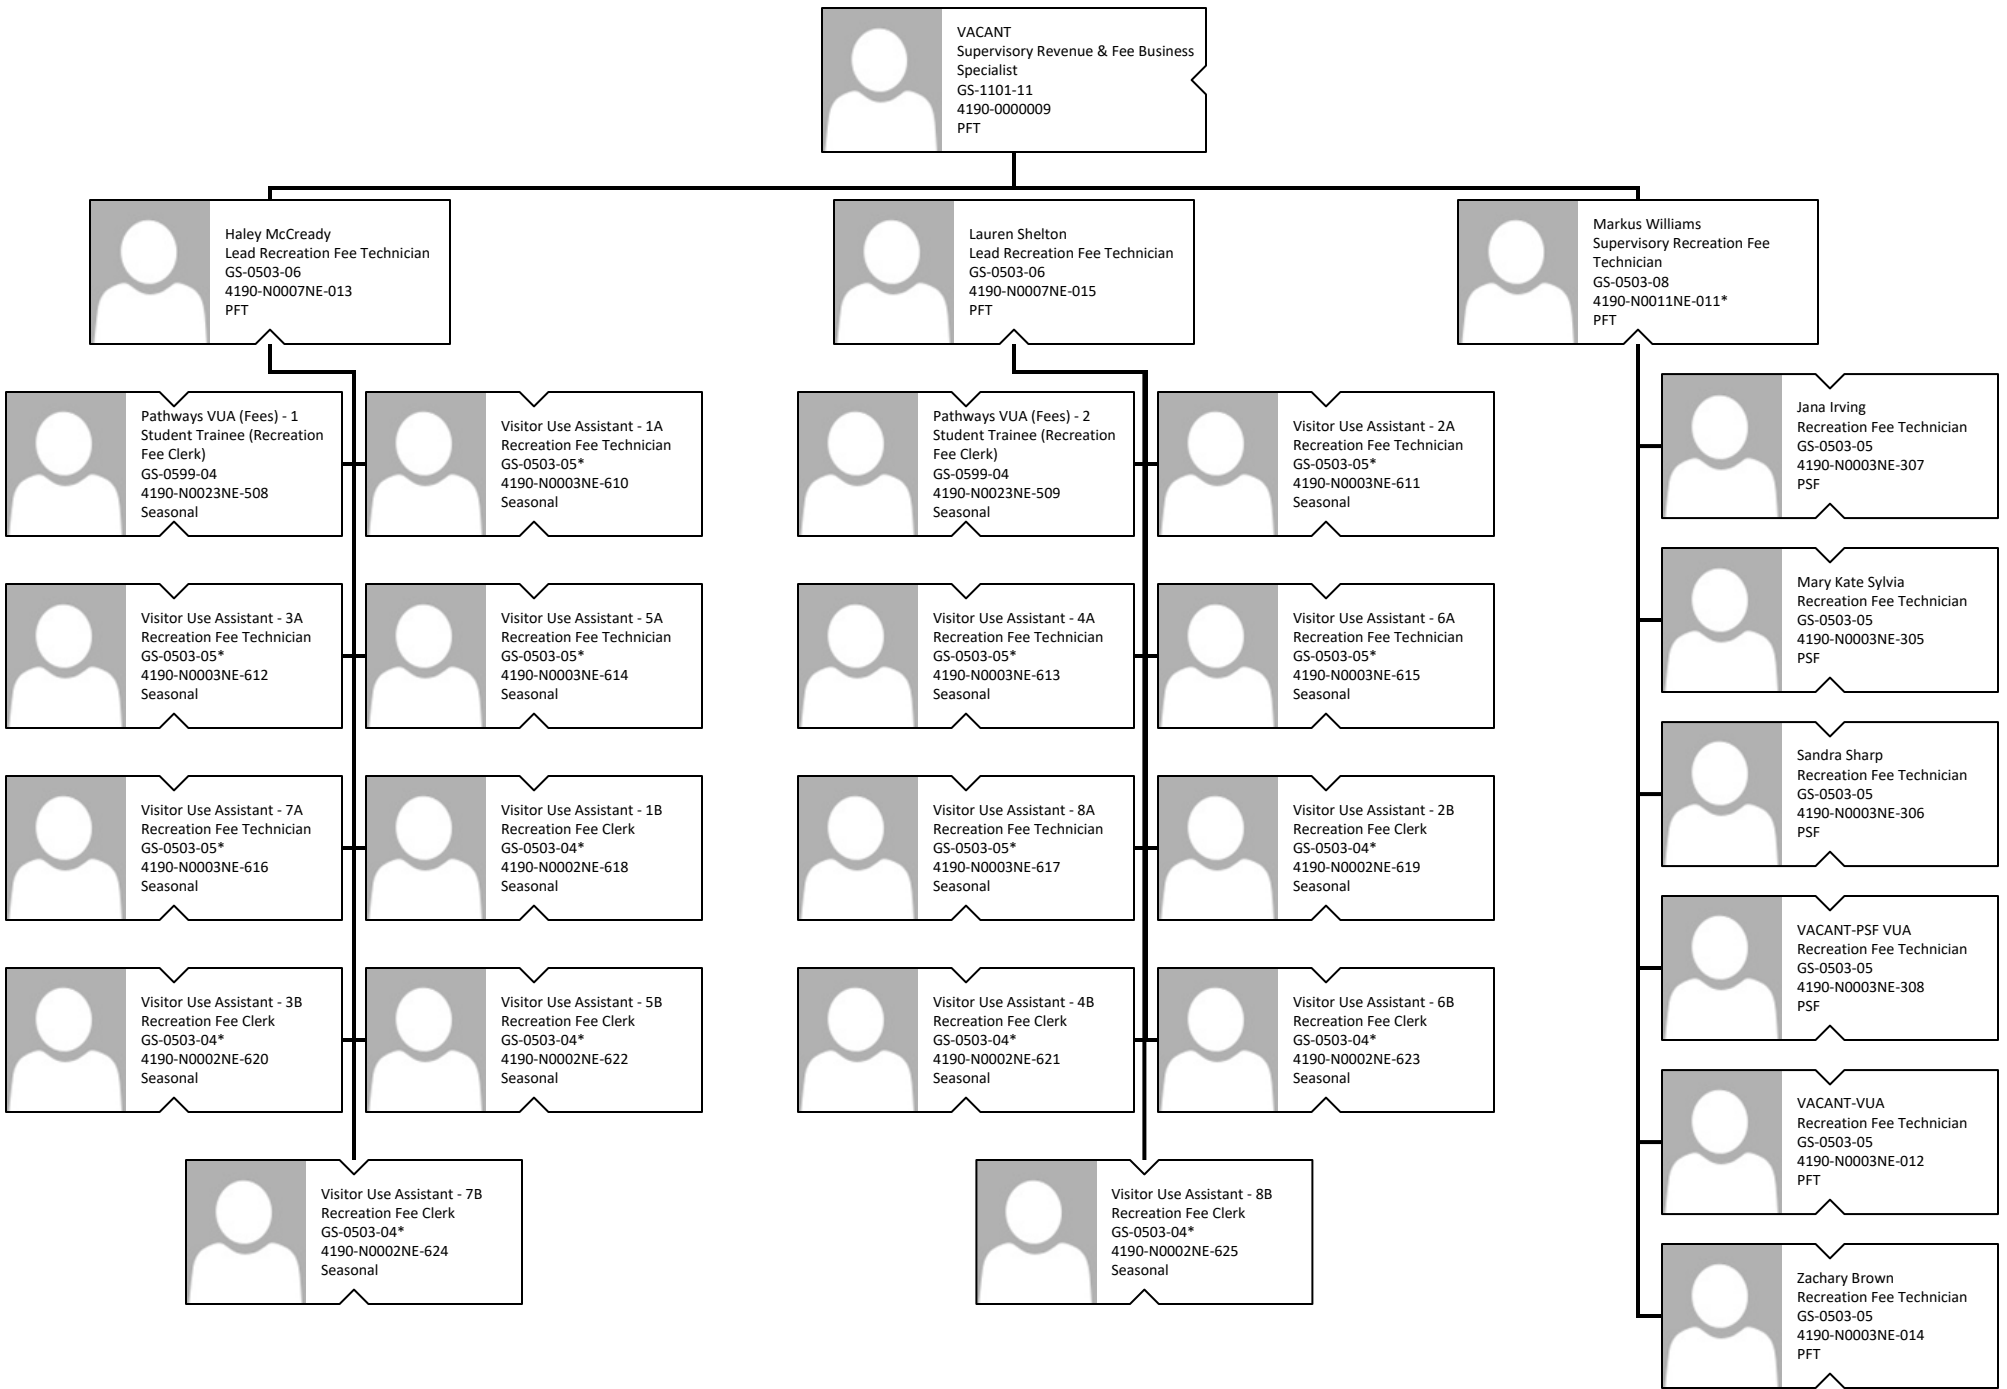 VACANT
Supervisory Revenue & Fee Business
Specialist
GS-1101-11
4190-0000009
PFT
Haley McCready
Lead Recreation Fee Technician
GS-0503-06
4190-N0007NE-013
PFT
Lauren Shelton
Lead Recreation Fee Technician
GS-0503-06
4190-N0007NE-015
PFT
Markus Williams
Supervisory Recreation Fee
Technician
GS-0503-08
4190-N0011NE-011*
PFT
Pathways VUA (Fees) - 1
Student Trainee (Recreation
Fee Clerk)
GS-0599-04
4190-N0023NE-508
Seasonal
Visitor Use Assistant - 1A
Recreation Fee Technician
GS-0503-05*
4190-N0003NE-610
Seasonal
Visitor Use Assistant - 3A
Recreation Fee Technician
GS-0503-05*
4190-N0003NE-612
Seasonal
Visitor Use Assistant - 5A
Recreation Fee Technician
GS-0503-05*
4190-N0003NE-614
Seasonal
Visitor Use Assistant - 7A
Recreation Fee Technician
GS-0503-05*
4190-N0003NE-616
Seasonal
Visitor Use Assistant - 1B
Recreation Fee Clerk
GS-0503-04*
4190-N0002NE-618
Seasonal
Visitor Use Assistant - 3B
Recreation Fee Clerk
GS-0503-04*
4190-N0002NE-620
Seasonal
Visitor Use Assistant - 5B
Recreation Fee Clerk
GS-0503-04*
4190-N0002NE-622
Seasonal
Visitor Use Assistant - 7B
Recreation Fee Clerk
GS-0503-04*
4190-N0002NE-624
Seasonal
Pathways VUA (Fees) - 2
Student Trainee (Recreation
Fee Clerk)
GS-0599-04
4190-N0023NE-509
Seasonal
Visitor Use Assistant - 2A
Recreation Fee Technician
GS-0503-05*
4190-N0003NE-611
Seasonal
Visitor Use Assistant - 4A
Recreation Fee Technician
GS-0503-05*
4190-N0003NE-613
Seasonal
Visitor Use Assistant - 6A
Recreation Fee Technician
GS-0503-05*
4190-N0003NE-615
Seasonal
Visitor Use Assistant - 8A
Recreation Fee Technician
GS-0503-05*
4190-N0003NE-617
Seasonal
Visitor Use Assistant - 2B
Recreation Fee Clerk
GS-0503-04*
4190-N0002NE-619
Seasonal
Visitor Use Assistant - 4B
Recreation Fee Clerk
GS-0503-04*
4190-N0002NE-621
Seasonal
Visitor Use Assistant - 6B
Recreation Fee Clerk
GS-0503-04*
4190-N0002NE-623
Seasonal
Visitor Use Assistant - 8B
Recreation Fee Clerk
GS-0503-04*
4190-N0002NE-625
Seasonal
Jana Irving
Recreation Fee Technician
GS-0503-05
4190-N0003NE-307
PSF
Mary Kate Sylvia
Recreation Fee Technician
GS-0503-05
4190-N0003NE-305
PSF
Sandra Sharp
Recreation Fee Technician
GS-0503-05
4190-N0003NE-306
PSF
VACANT-PSF VUA
Recreation Fee Technician
GS-0503-05
4190-N0003NE-308
PSF
VACANT-VUA
Recreation Fee Technician
GS-0503-05
4190-N0003NE-012
PFT
Zachary Brown
Recreation Fee Technician
GS-0503-05
4190-N0003NE-014
PFT